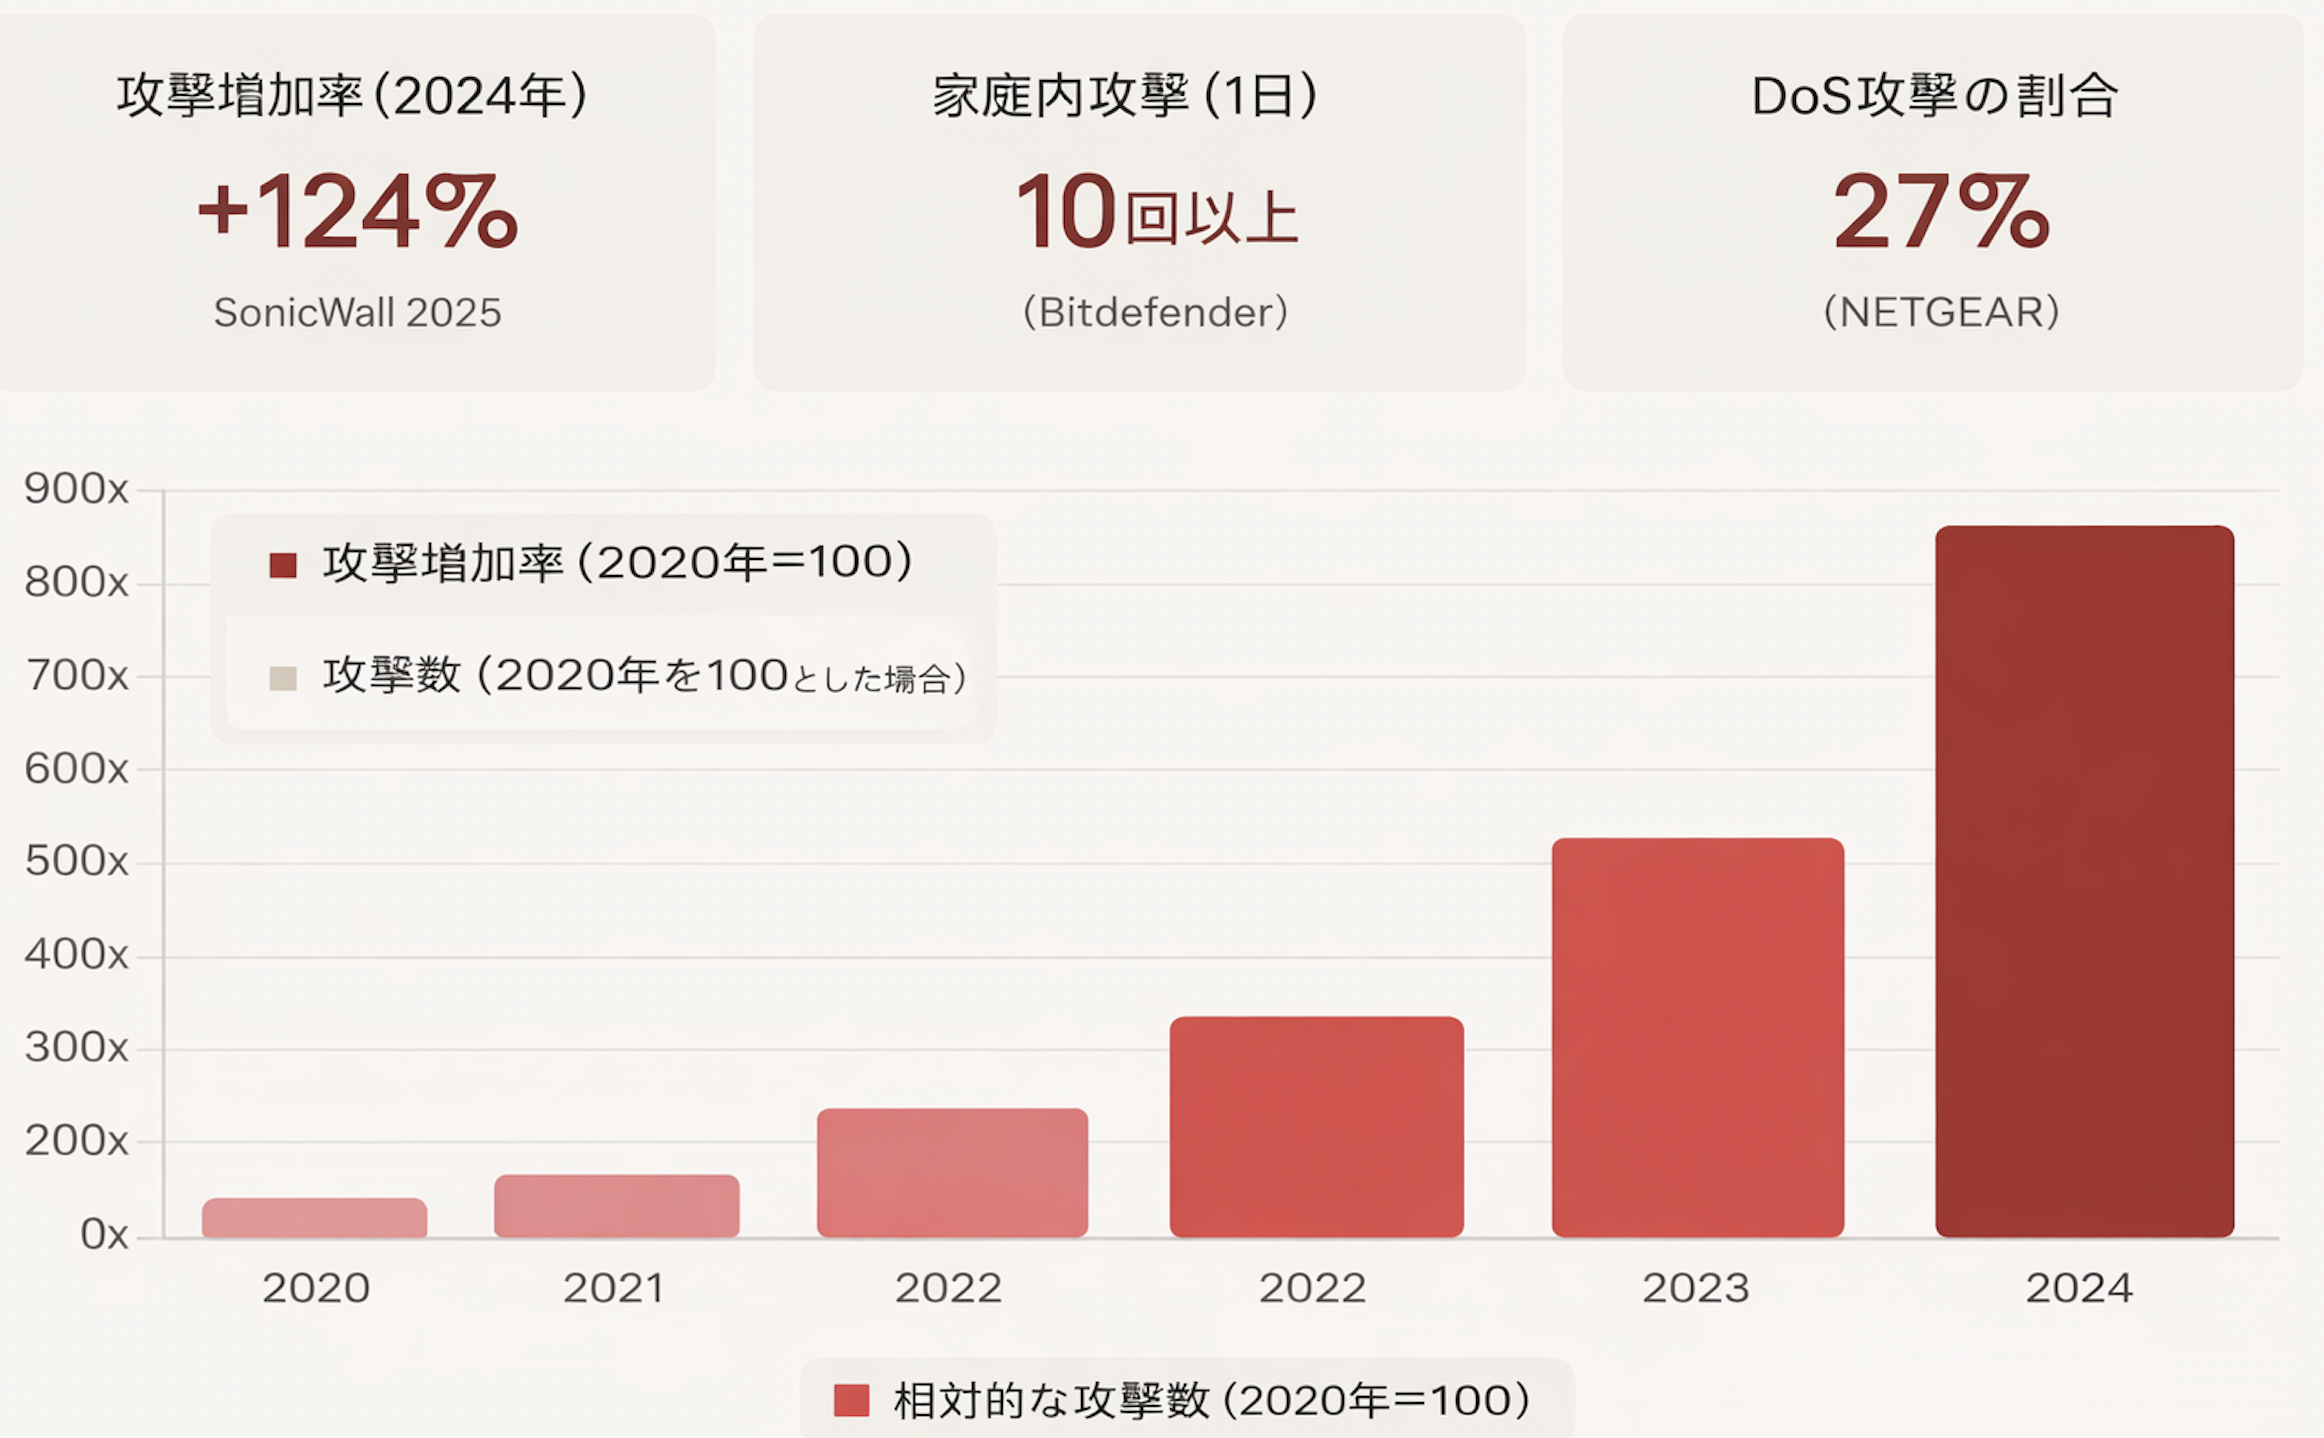 攻撃増加率 (2024年)
+124%
SonicWall 2025
家庭内攻撃 (1日)
10回以上
(Bitdefender)
DoS攻撃の割合
27%
(NETGEAR)
900x
800x
700x
600x
500x
400x
300x
200x
0x
攻撃増加率 (2020年=100)
攻撃数 (2020年を100とした場合)
2020
2021
2022
2022
2023
2024
相対的な攻撃数 (2020年=100)